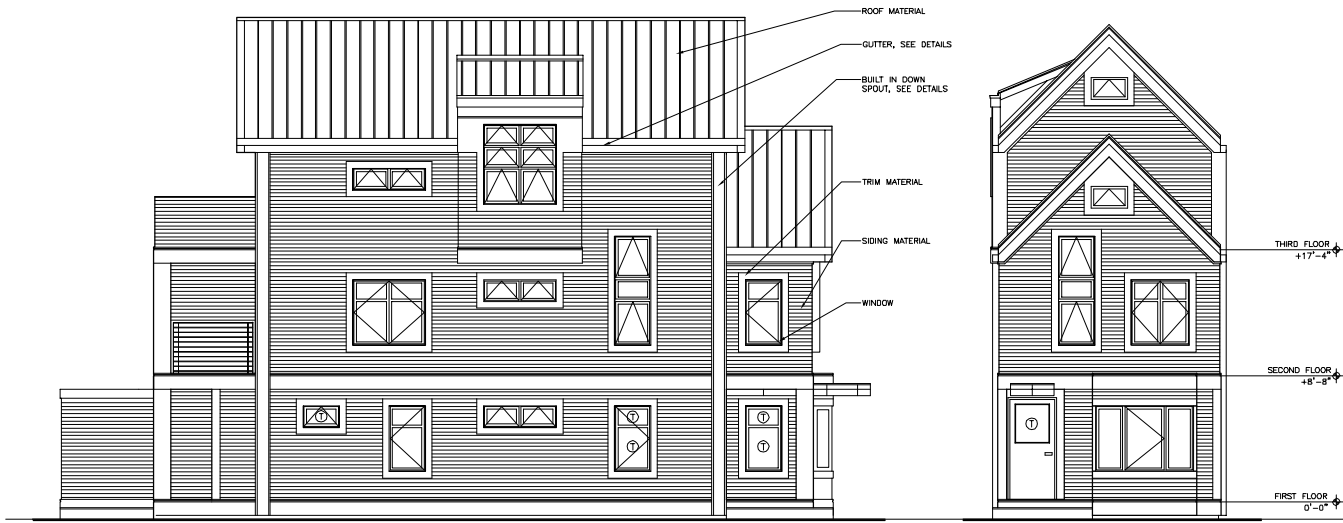 ROOF MATERIAL
GUTTER, SEE DETAILS
BUILT IN DOWN
SPOUT, SEE DETAILS
TRIM MATERIAL
SIDING MATERIAL
WINDOW
THIRD FLOOR
+17'-4"
SECOND FLOOR
+8'-8"
FIRST FLOOR
0'-0"
T
T
T
T
T
T